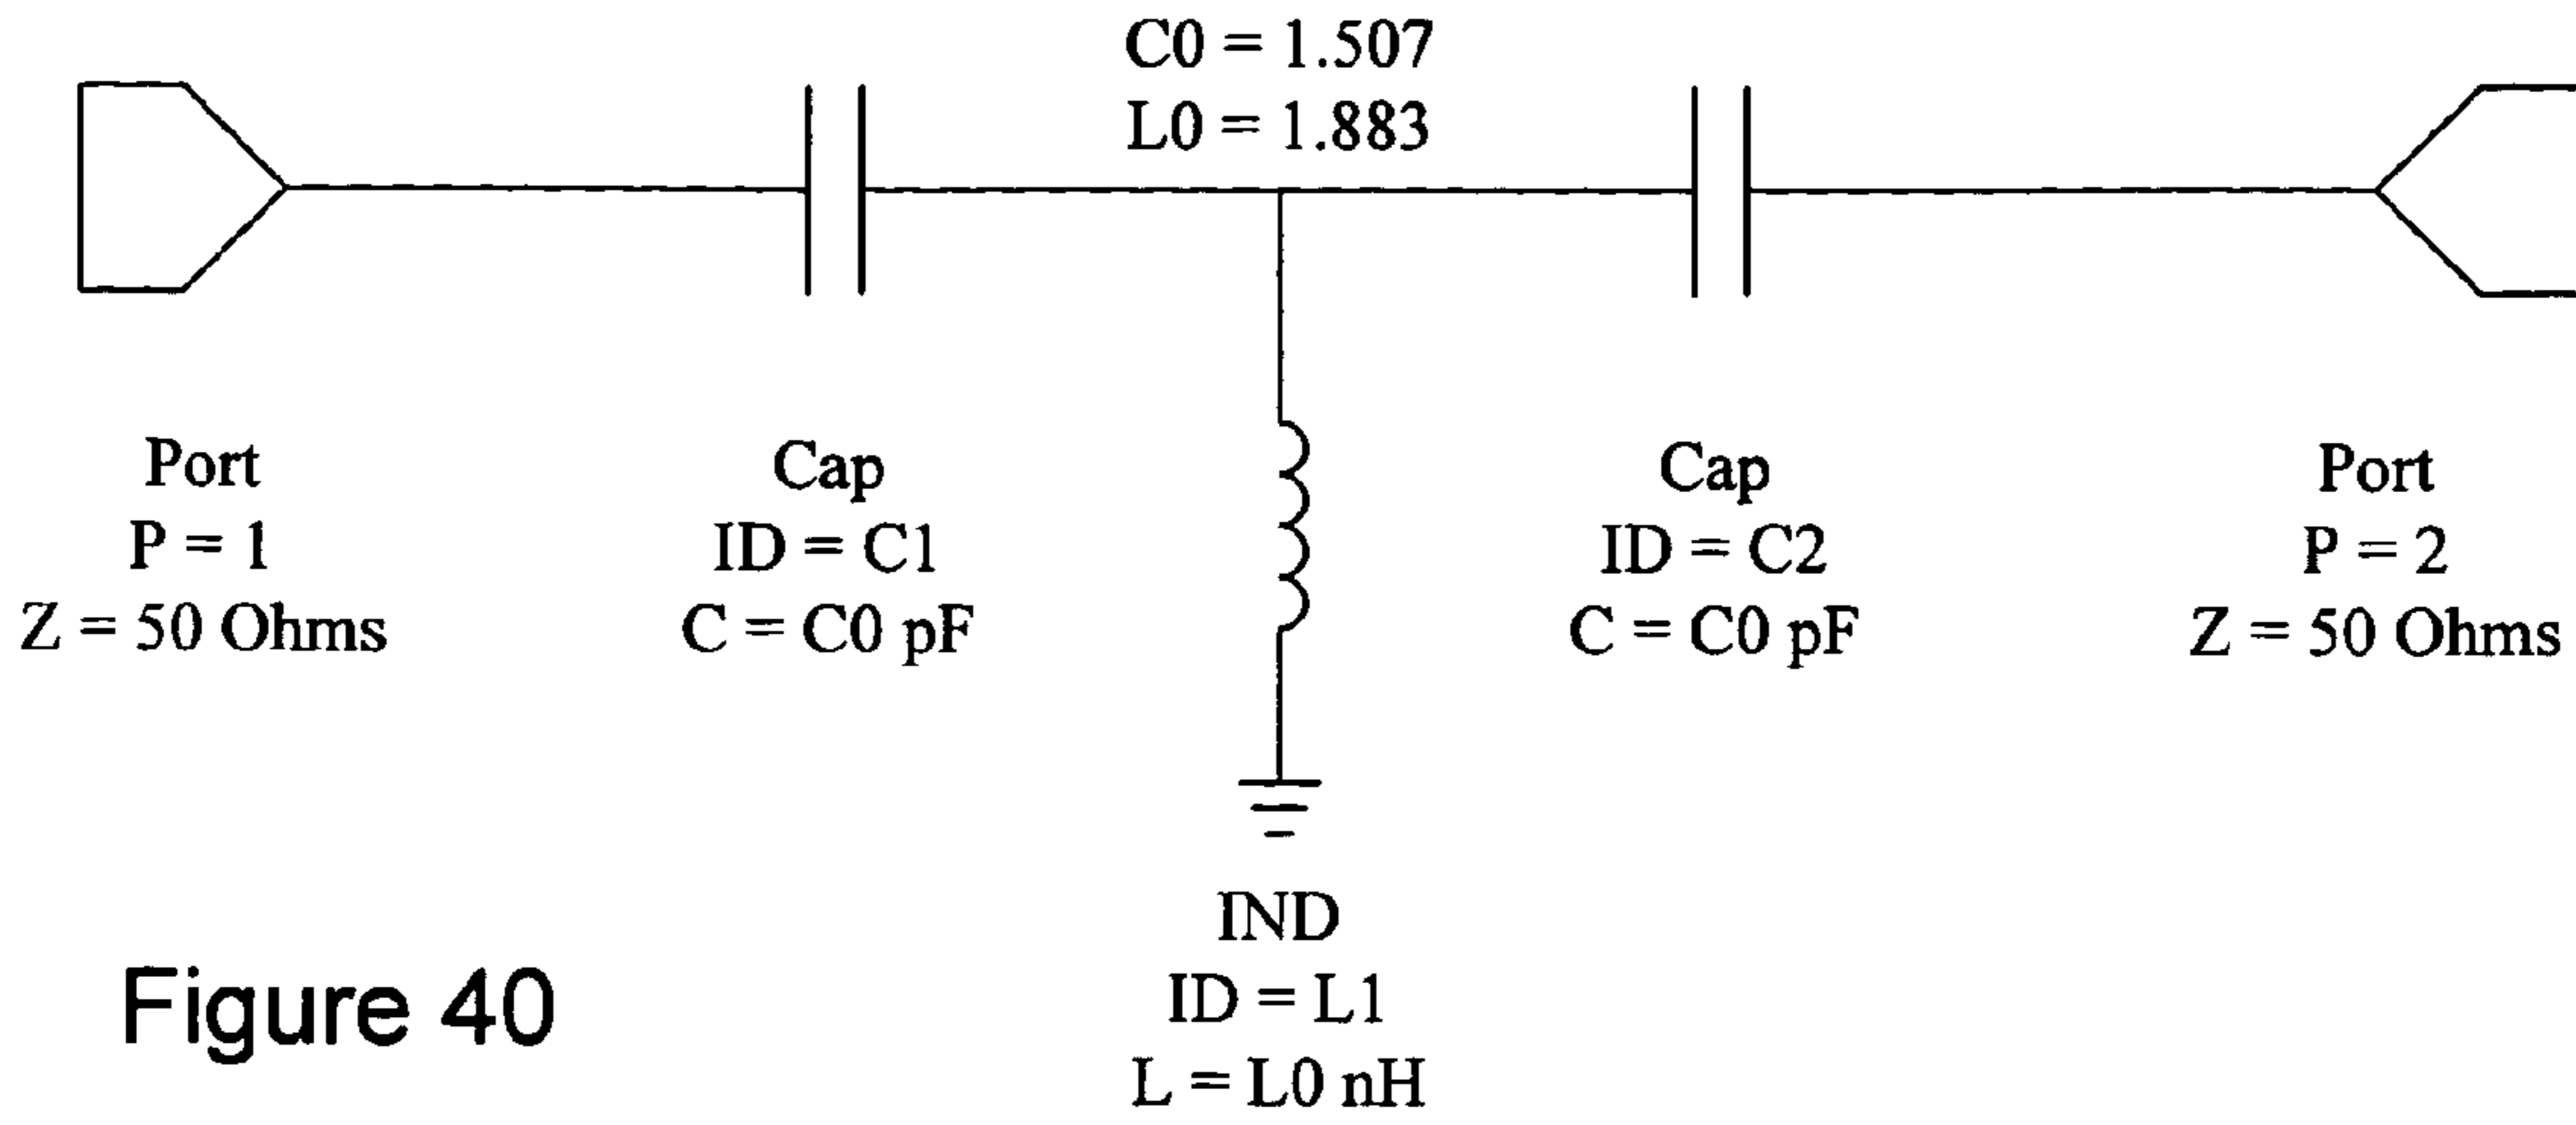 C0 = 1.507
L0 = 1.883
Port
P = 1
Z = 50 Ohms
Cap
ID = C1
C = C0 pF
Cap
ID = C2
C = C0 pF
Port
P = 2
Z = 50 Ohms
IND
ID = L1
L = L0 nH
Figure 40